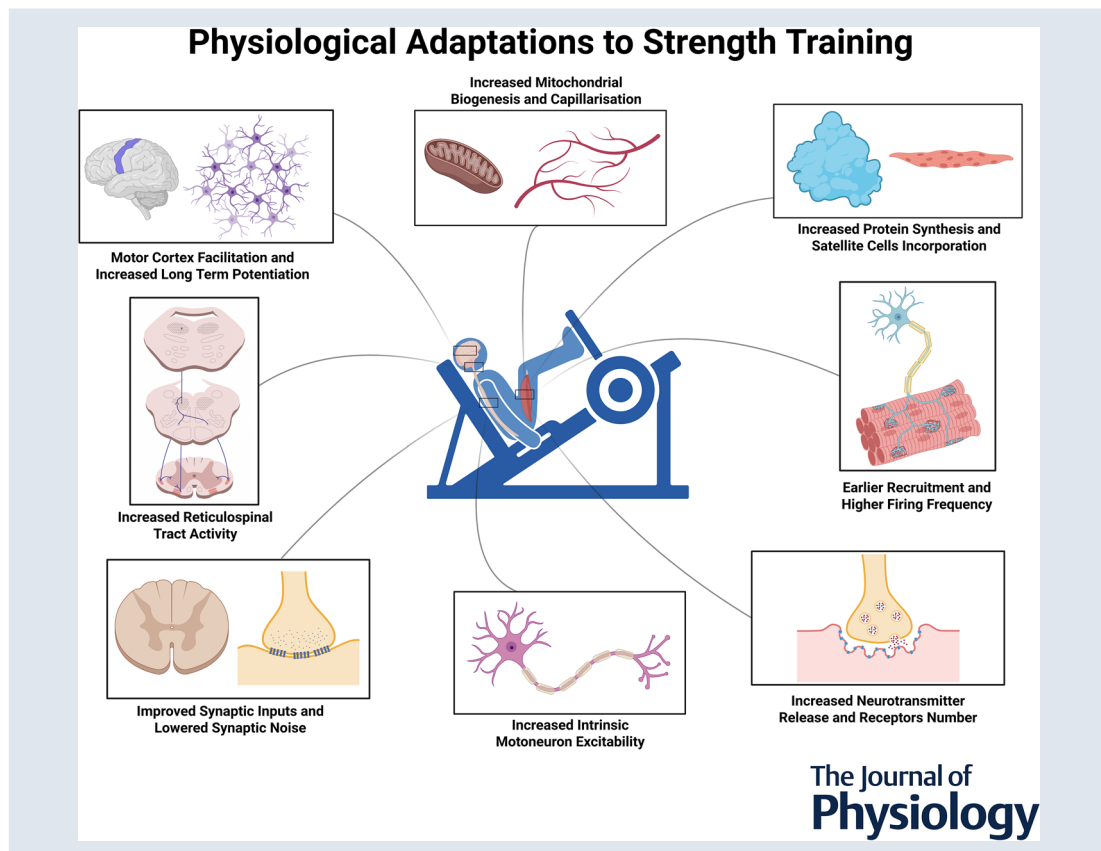 Physiological Adaptations to Strength Training
Increased Mitochondrial
Biogenesis and Capillarisation
Motor Cortex Facilitation and
Increased Long Term Potentiation
Increased Protein Synthesis and
Satellite Cells Incorporation
Increased Reticulospinal
Tract Activity
Earlier Recruitment and
Higher Firing Frequency
Improved Synaptic Inputs and
Lowered Synaptic Noise
Increased Intrinsic
Motoneuron Excitability
Increased Neurotransmitter
Release and Receptors Number
The Journal of
Physiology